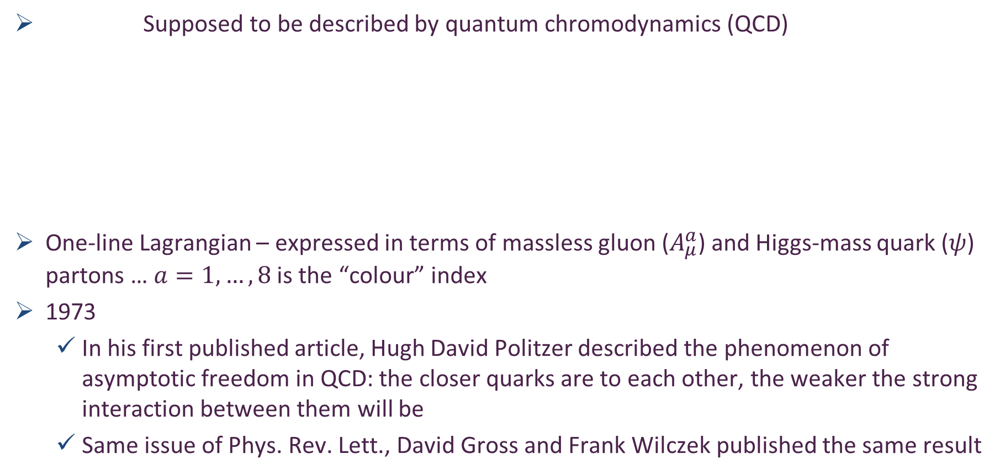 ➢ Supposed to be described by quantum chromodynamics (QCD)
➢ One-line Lagrangian – expressed in terms of massless gluon ($A_\mu^a$) and Higgs-mass quark ($\psi$)
partons … $a = 1, \ldots, 8$ is the “colour” index
➢ 1973
✓ In his first published article, Hugh David Politzer described the phenomenon of
asymptotic freedom in QCD: the closer quarks are to each other, the weaker the strong
interaction between them will be
✓ Same issue of Phys. Rev. Lett., David Gross and Frank Wilczek published the same result